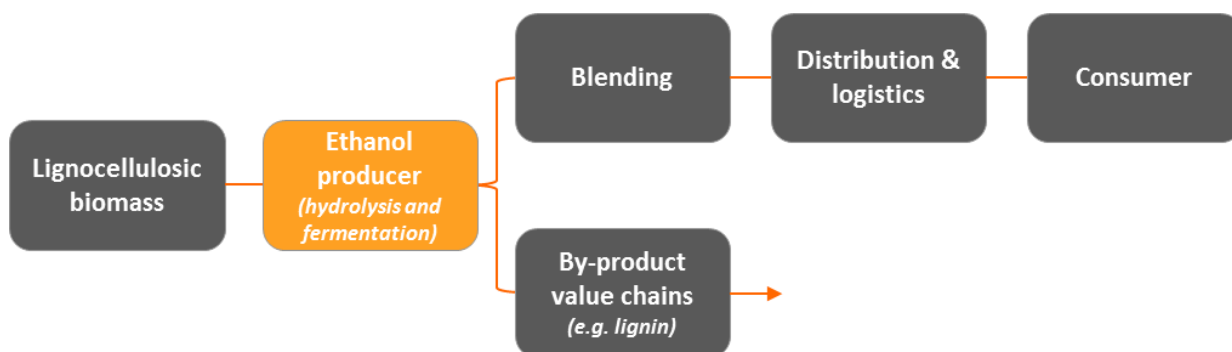 Lignocellulosic
biomass
Ethanol
producer
(hydrolysis and
fermentation)
Blending
Distribution &
logistics
Consumer
By-product
value chains
(e.g. lignin)